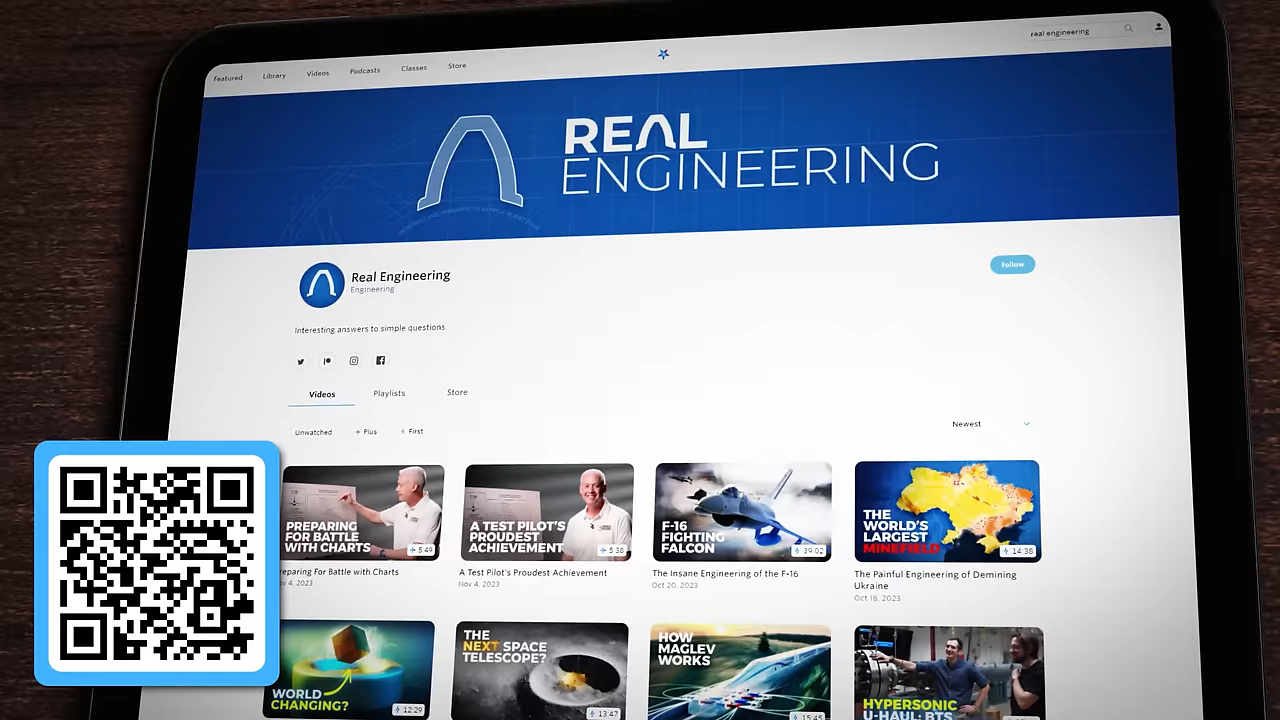 Featured
Library
Videos
Podcasts
Classes
Store
real engineering
REAL
ENGINEERING
Real Engineering
Engineering
Follow
Interesting answers to simple questions
Videos
Playlists
Store
Unwatched
+ Plus
First
Newest
PREPARING
FOR BATTLE
WITH CHARTS
5:49
A TEST PILOT'S
PROUDEST
ACHIEVEMENT
5:38
F-16
FIGHTING
FALCON
39:02
THE
WORLD'S
LARGEST
MINEFIELD
14:38
Preparing For Battle with Charts
Nov 4, 2023
A Test Pilot's Proudest Achievement
Nov 4, 2023
The Insane Engineering of the F-16
Oct 20, 2023
The Painful Engineering of Demining
Ukraine
Oct 18, 2023
WORLD
CHANGING?
12:29
THE
NEXT SPACE
TELESCOPE?
13:47
HOW
MAGLEV
WORKS
15:45
HYPERSONIC
U-HAUL: BTS